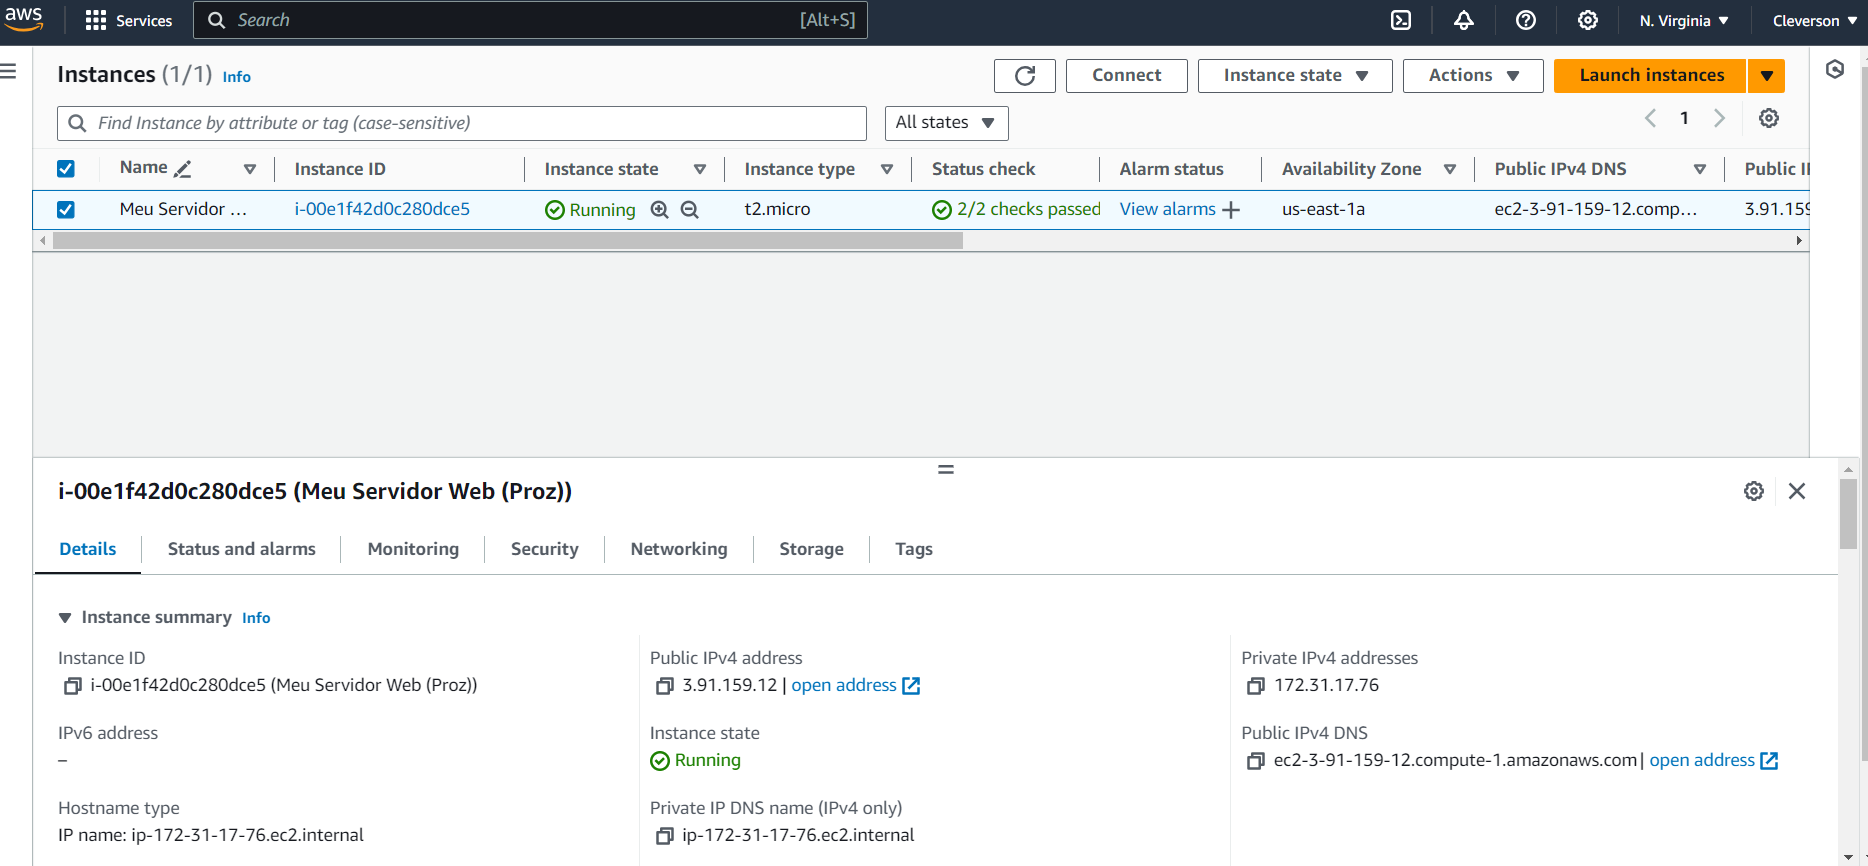 aws Services Search [Alt+S] N. Virginia Cleverson
Instances (1/1) Info Connect Instance state Actions Launch instances
Find Instance by attribute or tag (case-sensitive) All states 1
Name Instance ID Instance state Instance type Status check Alarm status Availability Zone Public IPv4 DNS Public
Meu Servidor ... i-00e1f42d0c280dce5 Running t2.micro 2/2 checks passed View alarms us-east-1a ec2-3-91-159-12.comp... 3.91.159
i-00e1f42d0c280dce5 (Meu Servidor Web (Proz))
Details Status and alarms Monitoring Security Networking Storage Tags
Instance summary Info
Instance ID
i-00e1f42d0c280dce5 (Meu Servidor Web (Proz))
Public IPv4 address
3.91.159.12 | open address
Private IPv4 addresses
172.31.17.76
IPv6 address
–
Instance state
Running
Public IPv4 DNS
ec2-3-91-159-12.compute-1.amazonaws.com | open address
Hostname type
IP name: ip-172-31-17-76.ec2.internal
Private IP DNS name (IPv4 only)
ip-172-31-17-76.ec2.internal